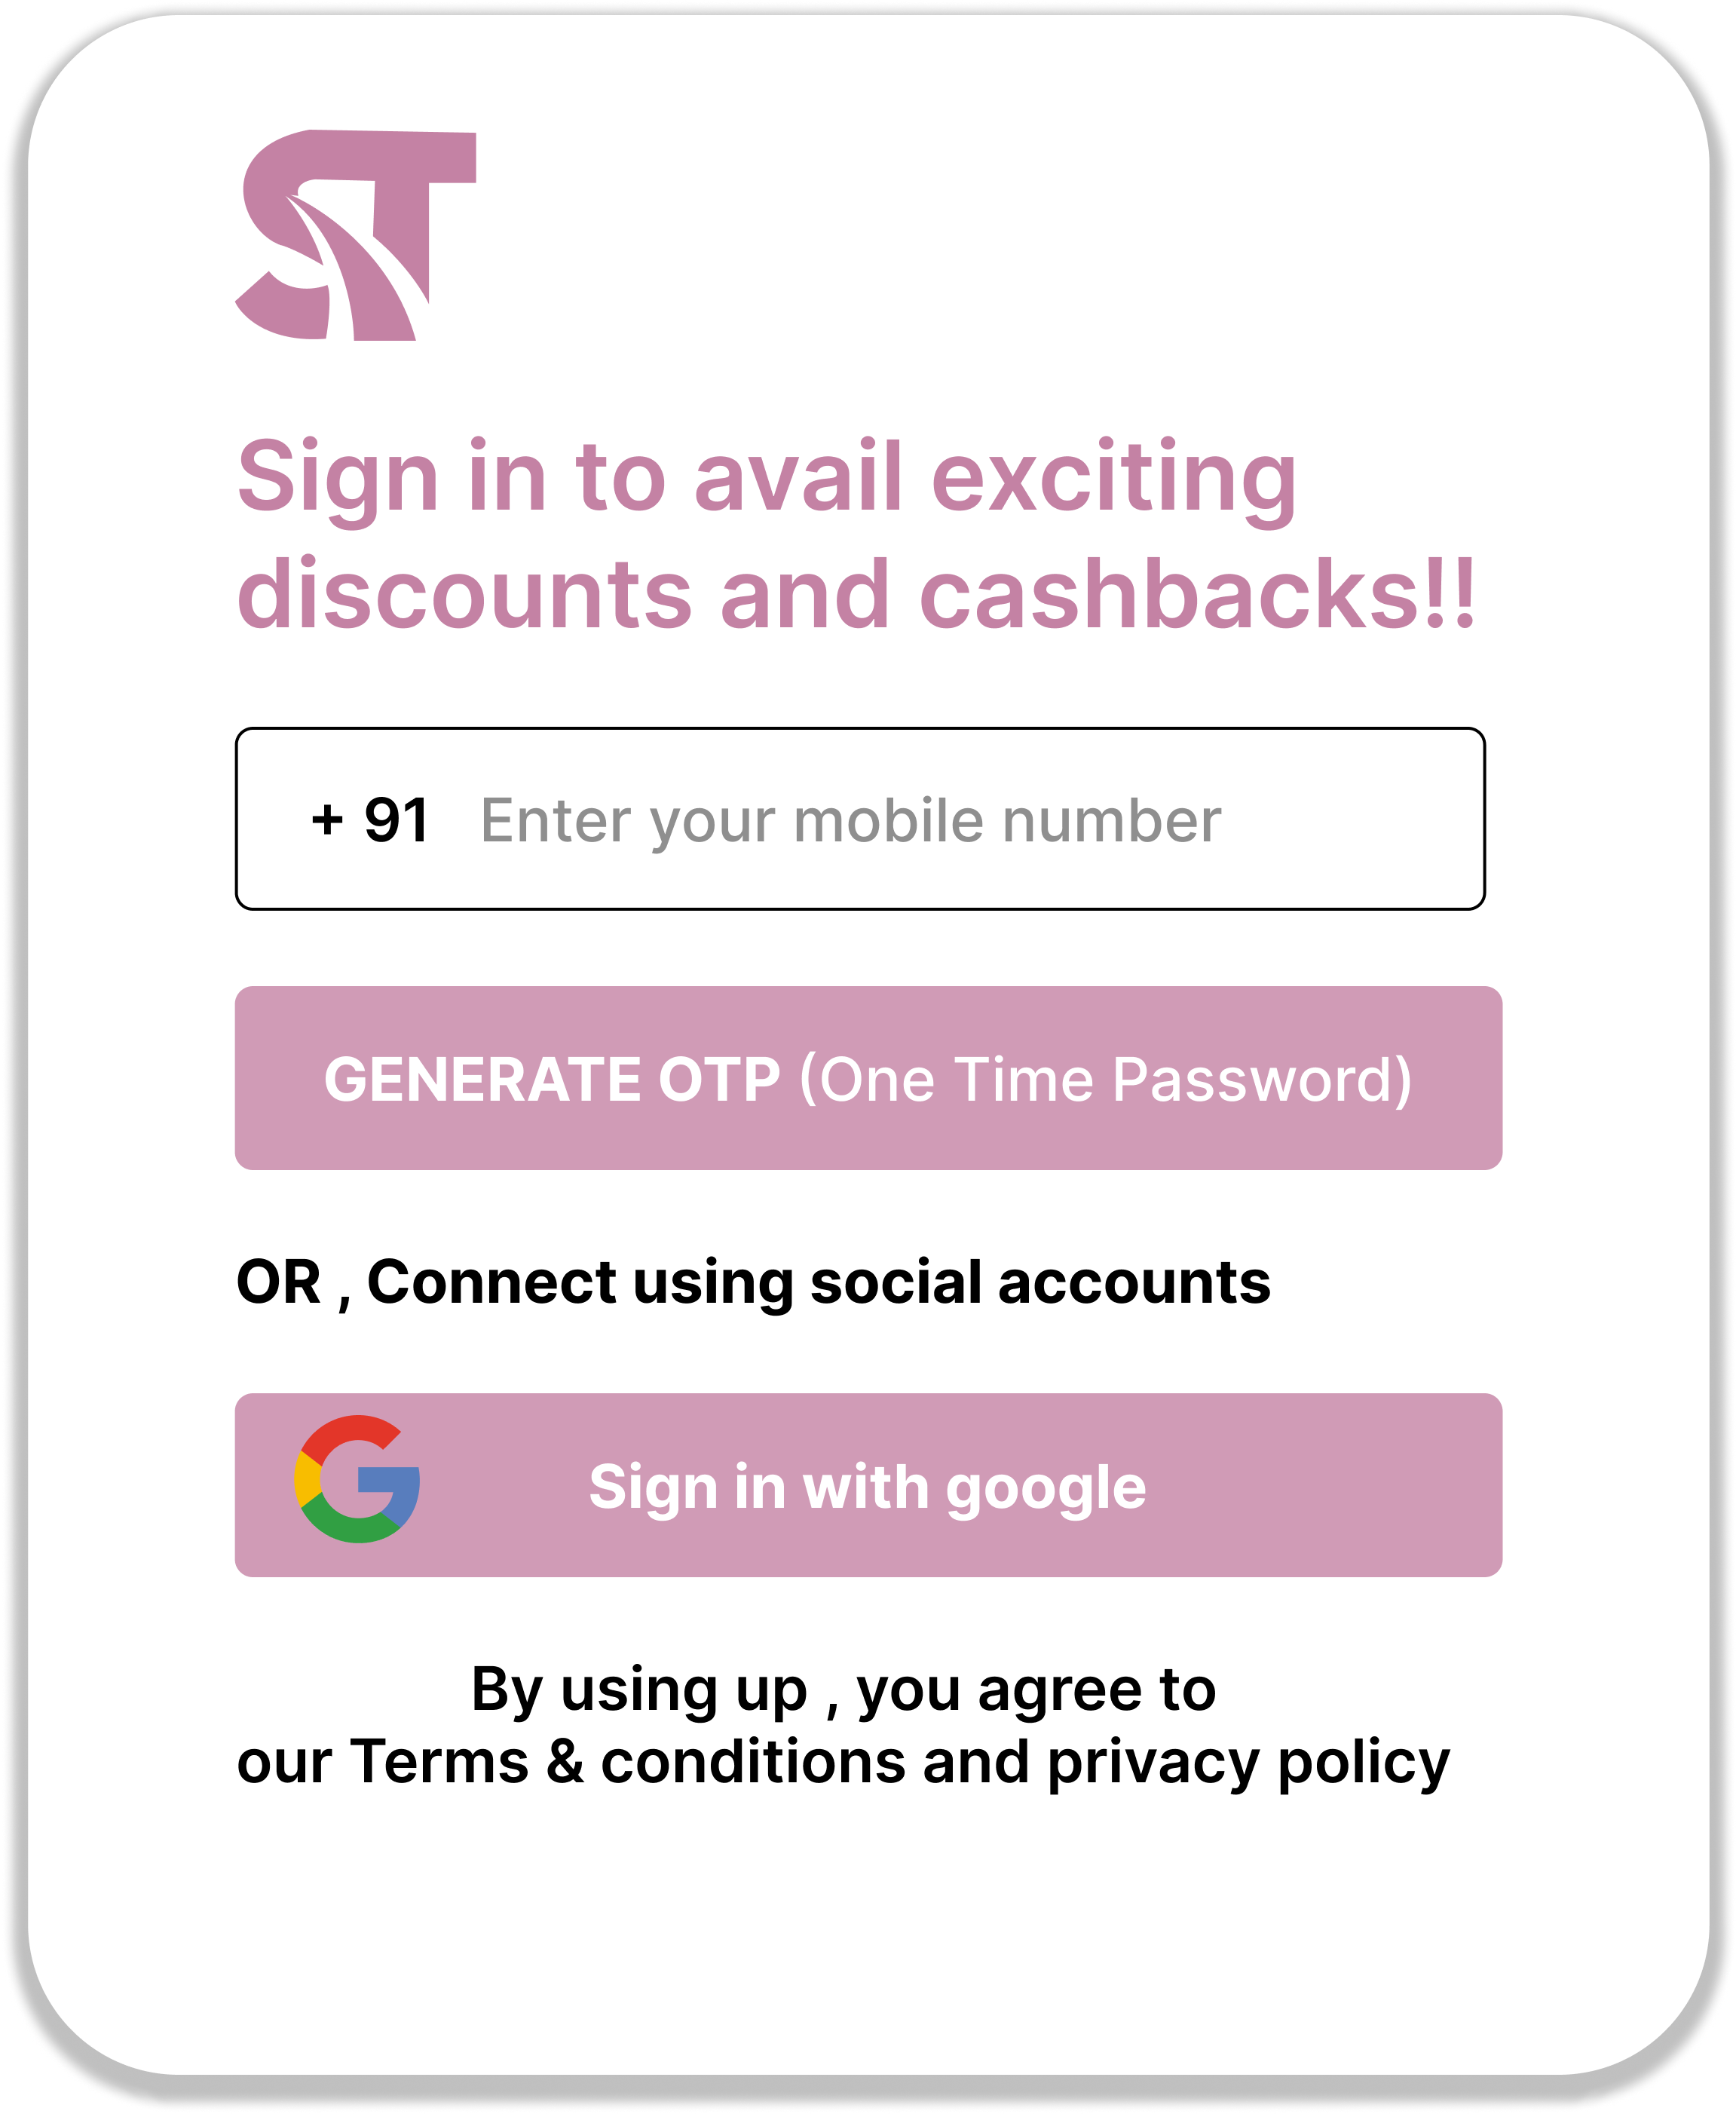 ST
Sign in to avail exciting
discounts and cashbacks!!
+ 91 Enter your mobile number
GENERATE OTP (One Time Password)
OR , Connect using social accounts
G
Sign in with google
By using up , you agree to
our Terms & conditions and privacy policy